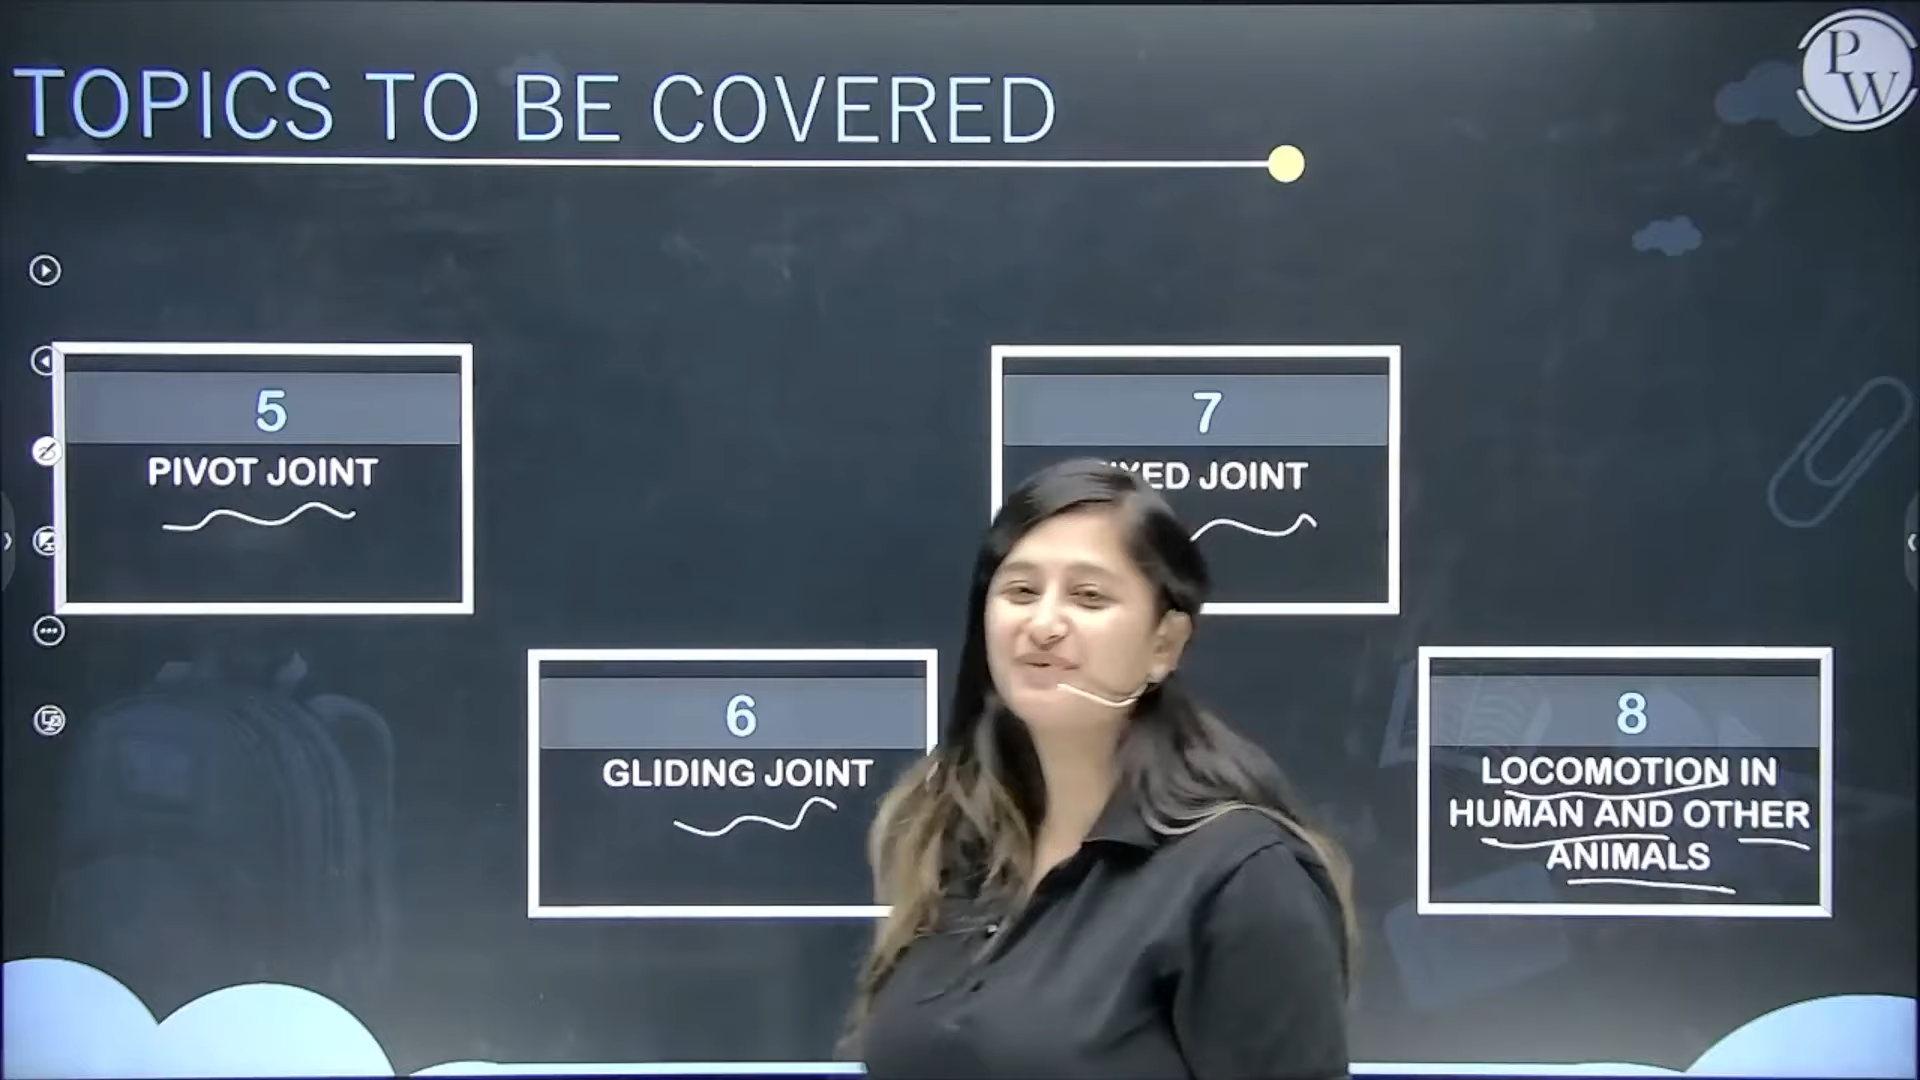 TOPICS TO BE COVERED
PW
5
PIVOT JOINT
7
JOINT
6
GLIDING JOINT
8
LOCOMOTION IN
HUMAN AND OTHER
ANIMALS